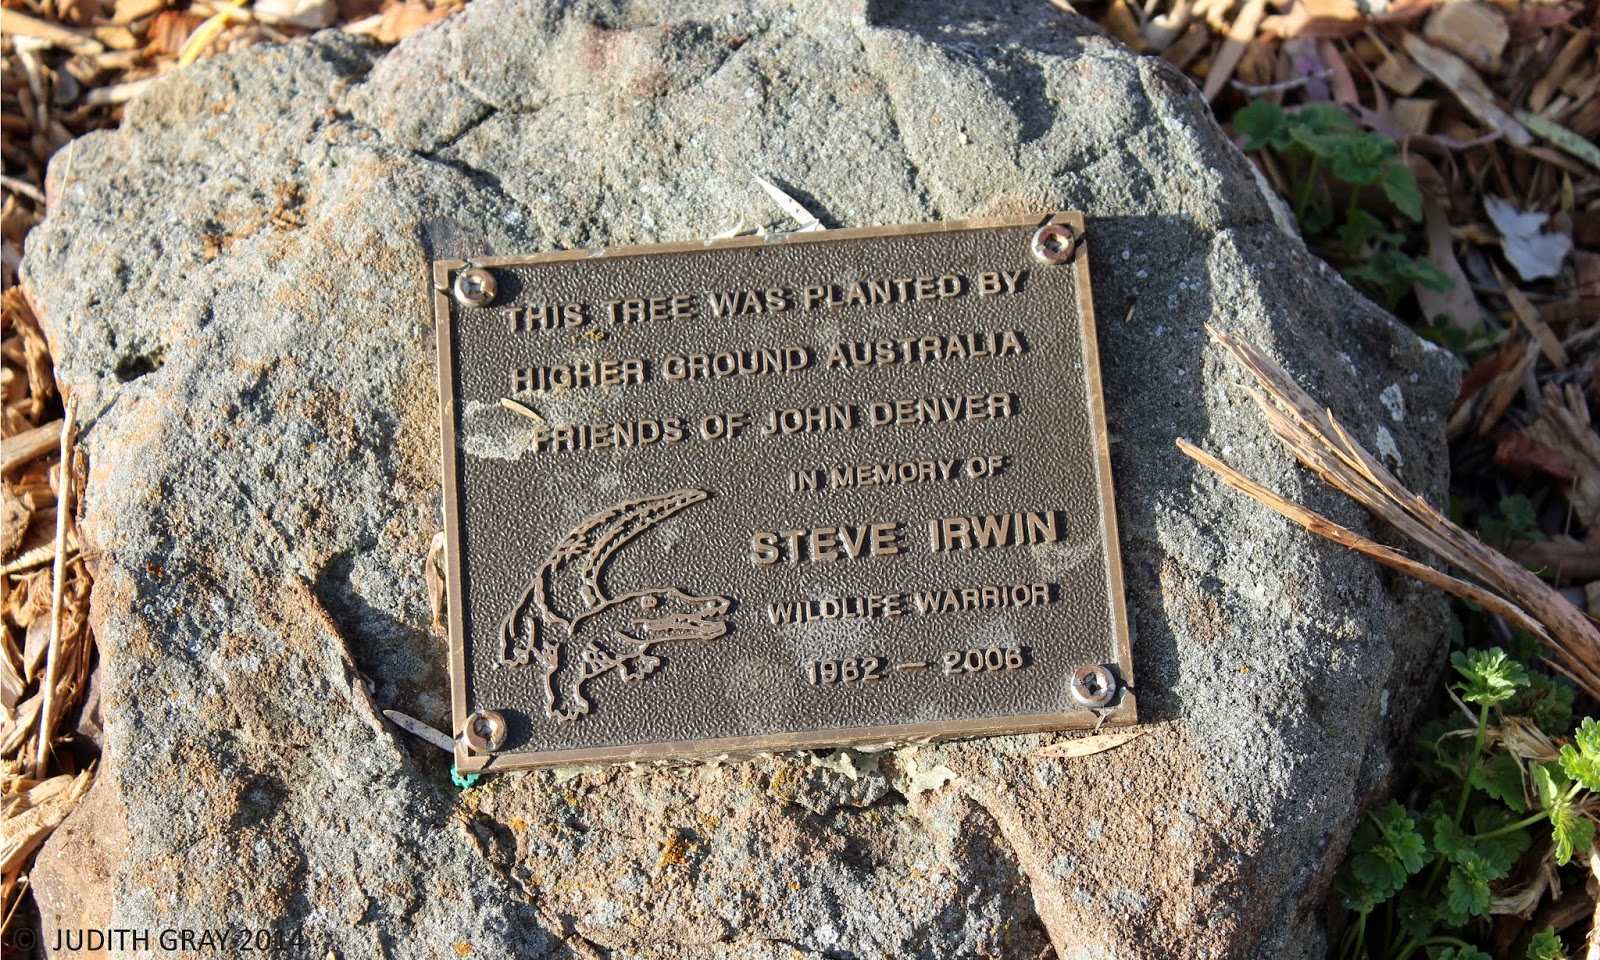 THIS TREE WAS PLANTED BY
HIGHER GROUND AUSTRALIA
FRIENDS OF JOHN DENVER
IN MEMORY OF
STEVE IRWIN
WILDLIFE WARRIOR
1962 — 2006
© JUDITH GRAY 2014